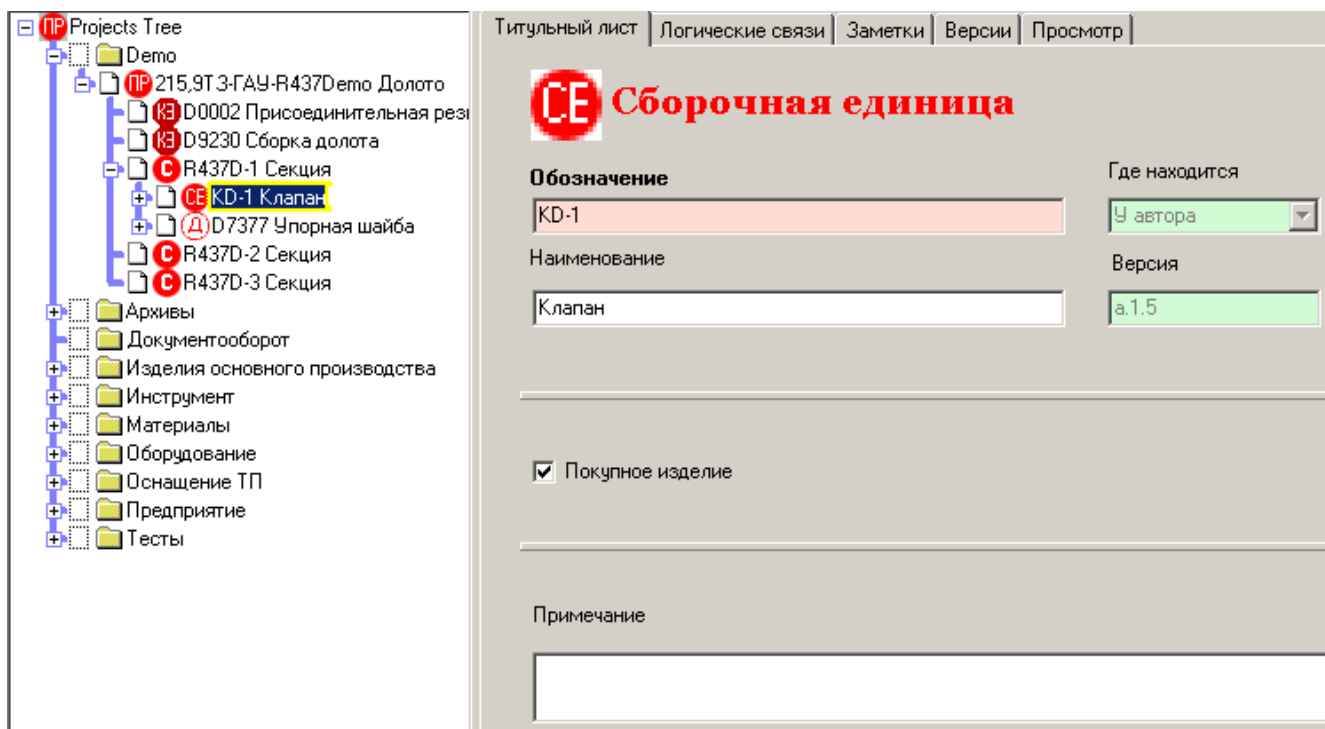 ПР Projects Tree
Demo
ПР 215,9ТЗ-ГАУ-R437Demo Долото
КЭ D0002 Присоединительная рез
КЭ D9230 Сборка долота
С R437D-1 Секция
СЕ KD-1 Клапан
Д D7377 Упорная шайба
С R437D-2 Секция
С R437D-3 Секция
Архивы
Документооборот
Изделия основного производства
Инструмент
Материалы
Оборудование
Оснащение ТП
Предприятие
Тесты
Титульный лист Логические связи Заметки Версии Просмотр
СЕ Сборочная единица
Обозначение Где находится
KD-1 У автора
Наименование Версия
Клапан а.1.5
Покупное изделие
Примечание